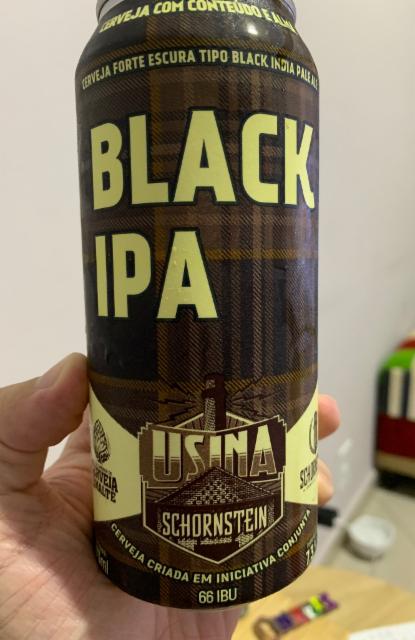 CERVEJA COM CONTEÚDO E ALMA
CERVEJA FORTE ESCURA TIPO BLACK INDIA PALE ALE
BLACK
IPA
USINA
SCHORNSTEIN
CERVEJA CRIADA EM INICIATIVA CONJUNTA
66 IBU